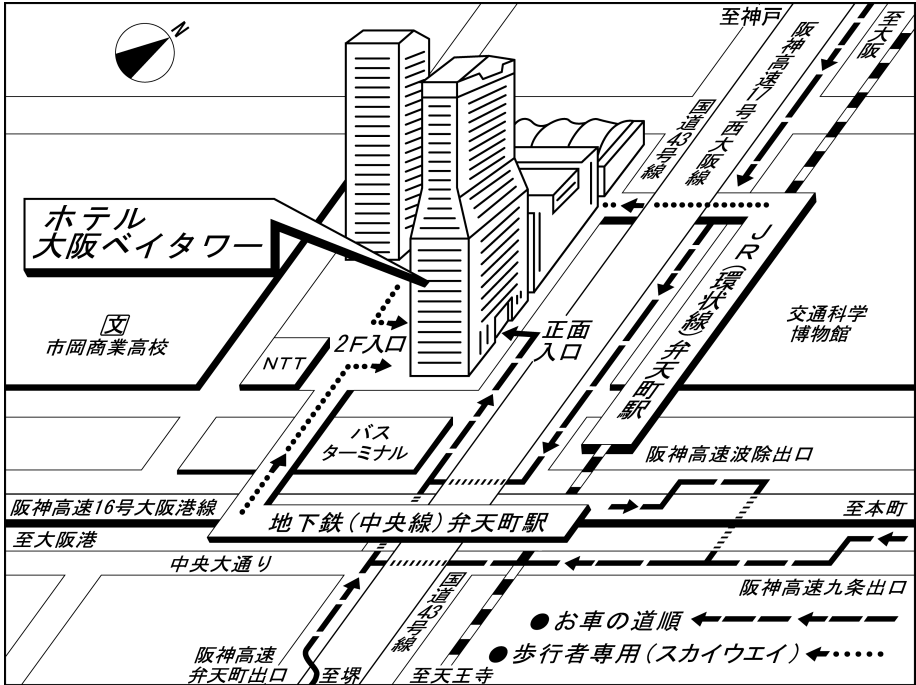 N
至神戸
至大阪
阪神高速17号西大阪線
国道43号線
ホテル
大阪ベイタワー
JR(環状線)弁天町駅
交通科学
博物館
文
市岡商業高校
NTT
2F入口
正面
入口
バス
ターミナル
阪神高速波除出口
阪神高速16号大阪港線
地下鉄(中央線)弁天町駅
至本町
至大阪港
中央大通り
阪神高速九条出口
国道43号線
●お車の道順
阪神高速
弁天町出口
至堺
至天王寺
●歩行者専用(スカイウエイ)